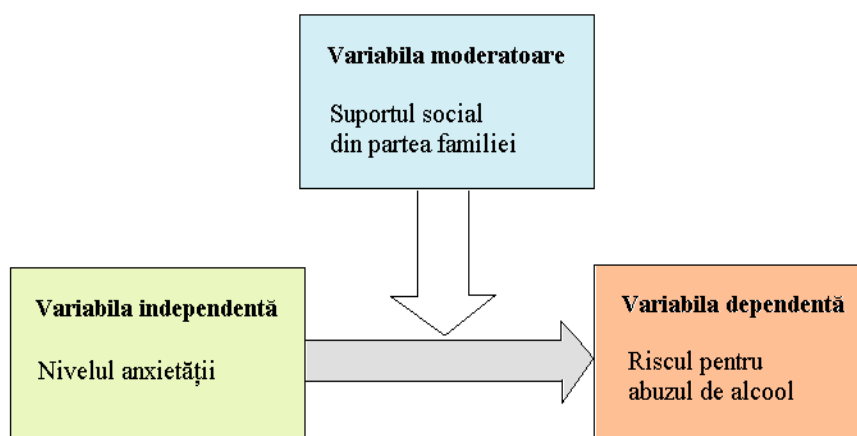 Variabila moderatoare
Suportul social
din partea familiei
Variabila independentă
Nivelul anxietății
Variabila dependentă
Riscul pentru
abuzul de alcool